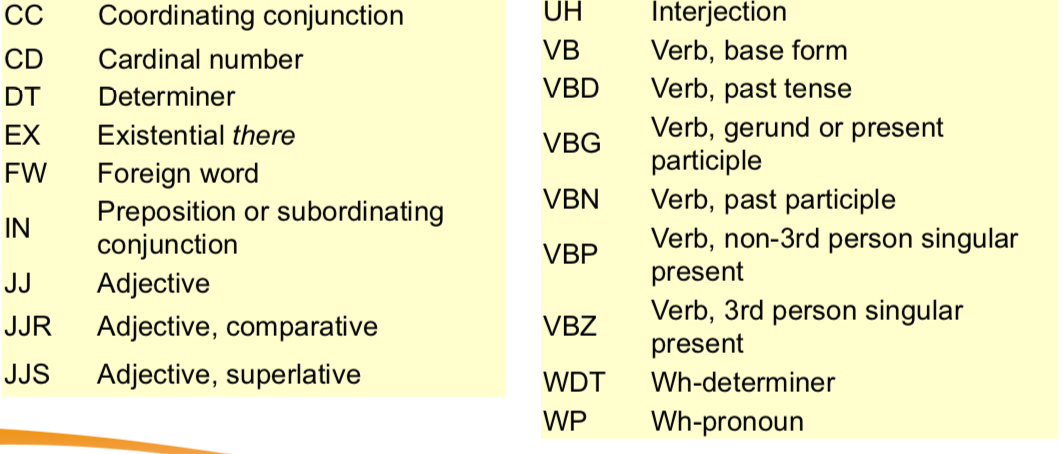 CC Coordinating conjunction
CD Cardinal number
DT Determiner
EX Existential there
FW Foreign word
IN Preposition or subordinating
conjunction
JJ Adjective
JJR Adjective, comparative
JJS Adjective, superlative
UH Interjection
VB Verb, base form
VBD Verb, past tense
VBG Verb, gerund or present
participle
VBN Verb, past participle
VBP Verb, non-3rd person singular
present
VBZ Verb, 3rd person singular
present
WDT Wh-determiner
WP Wh-pronoun